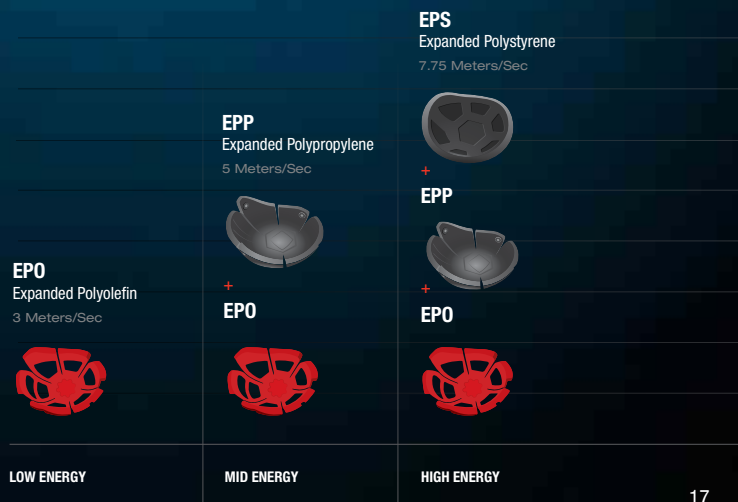 EPS
Expanded Polystyrene
7.75 Meters/Sec
+
EPP
+
EPO
EPP
Expanded Polypropylene
5 Meters/Sec
+
EPO
EPO
Expanded Polyolefin
3 Meters/Sec
LOW ENERGY
MID ENERGY
HIGH ENERGY
17